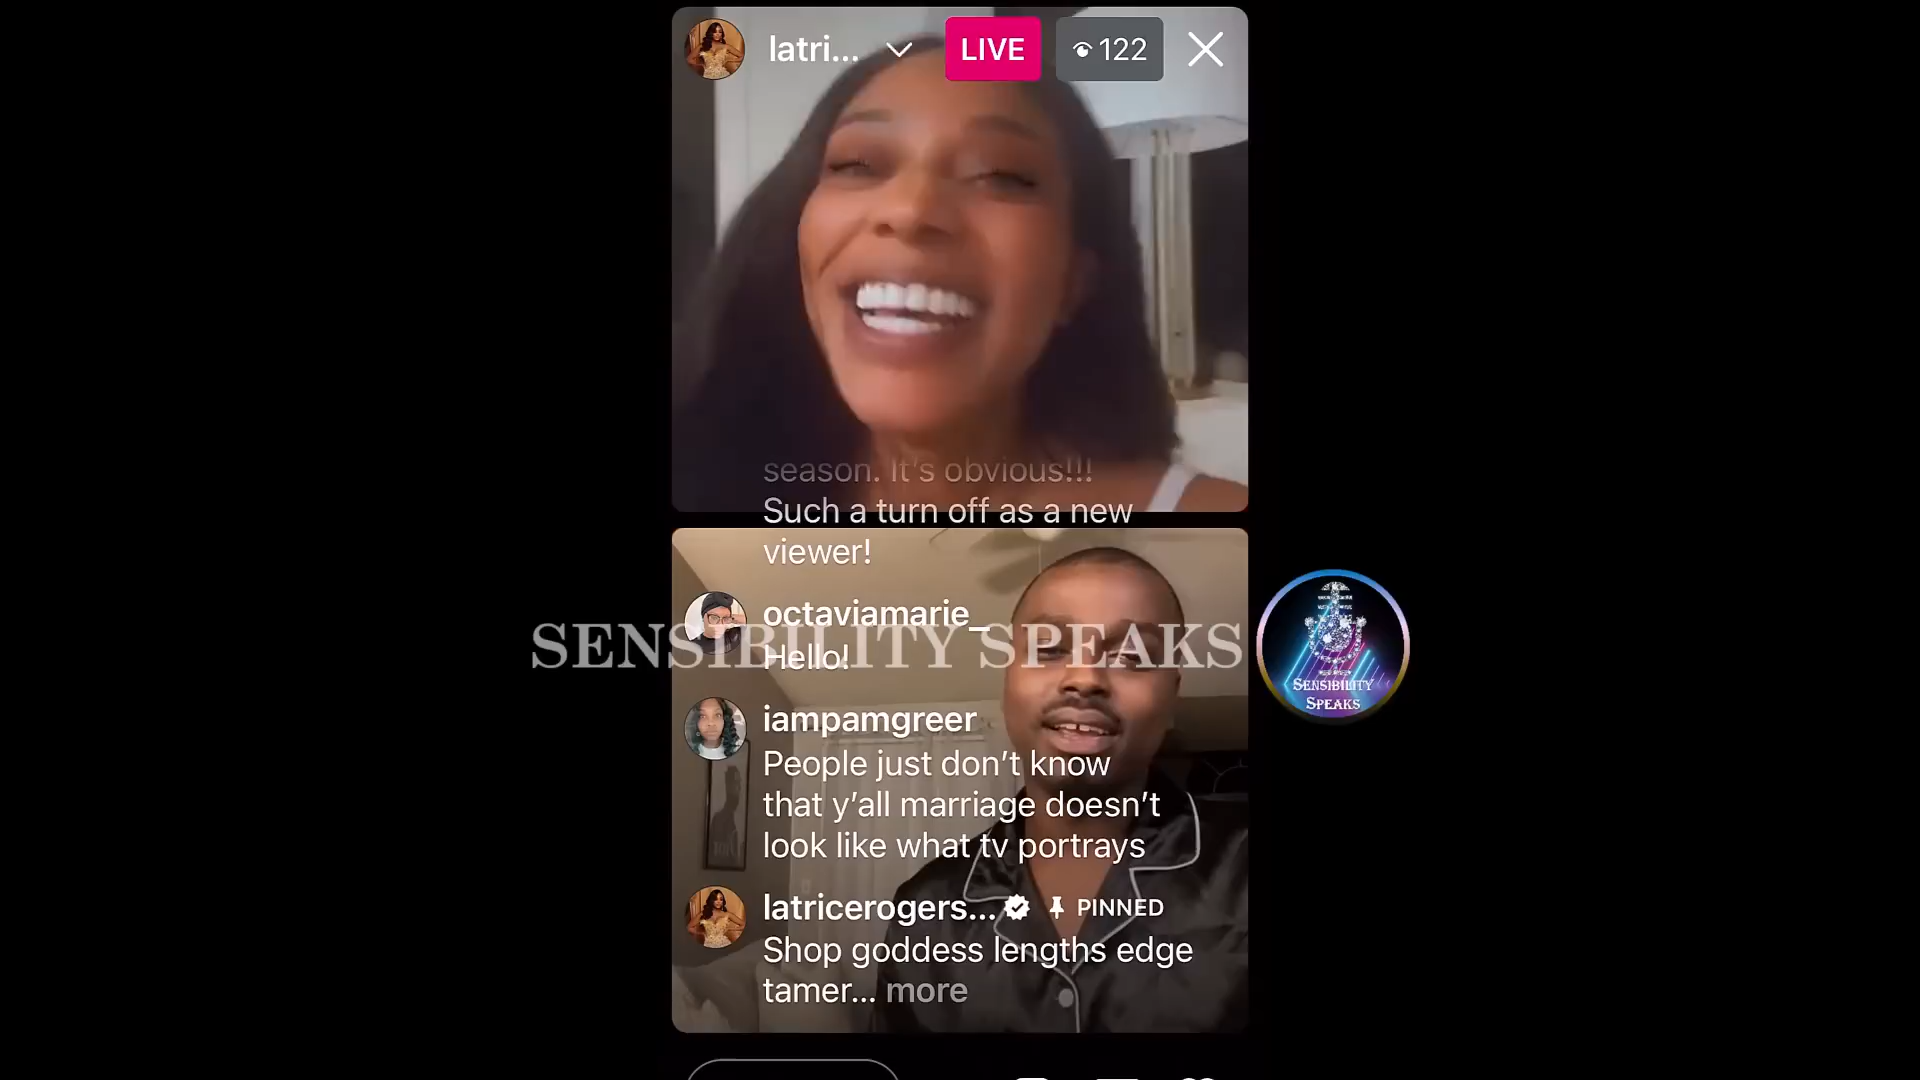 latri...
LIVE
122
season. It's obvious!!!
Such a turn off as a new
viewer!
octaviamarie_
Hello!
SENSIBILITY SPEAKS
SENSIBILITY
SPEAKS
iampamgreer
People just don't know
that y'all marriage doesn't
look like what tv portrays
latricerogers... PINNED
Shop goddess lengths edge
tamer... more